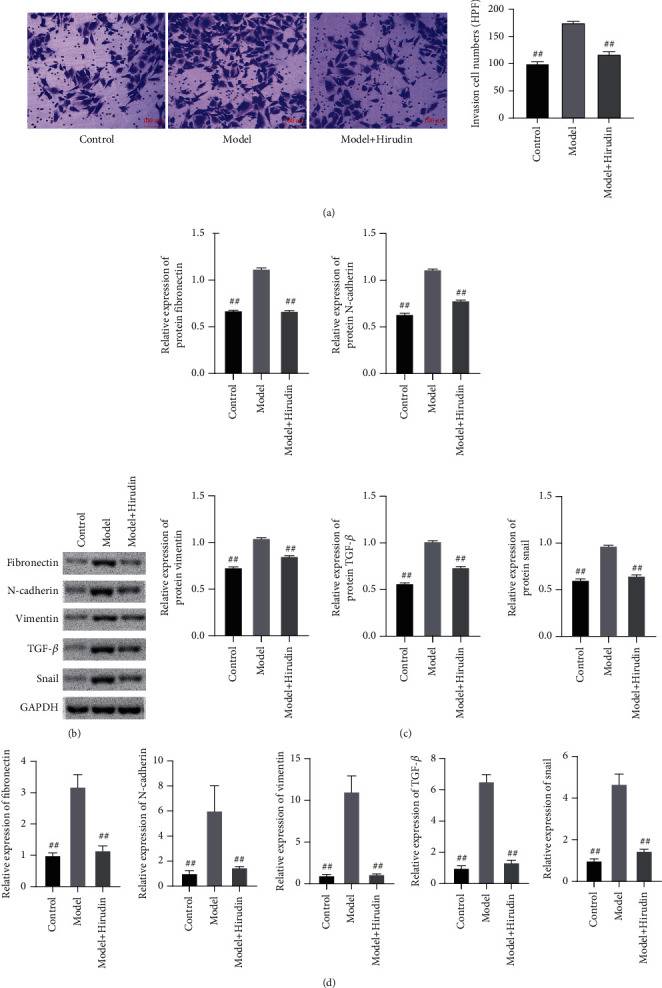 Control
Model
Model+Hirudin
Invasion cell numbers (HPF)
200
150
100
50
0
##
##
Control
Model
Model+Hirudin
(a)
Relative expression of
protein fibronectin
1.5
1.0
0.5
0.0
##
##
Control
Model
Model+Hirudin
Relative expression of
protein N-cadherin
1.5
1.0
0.5
0.0
##
##
Control
Model
Model+Hirudin
Control
Model
Model+Hirudin
Fibronectin
N-cadherin
Vimentin
TGF-β
Snail
GAPDH
(b)
Relative expression of
protein vimentin
1.5
1.0
0.5
0.0
##
##
Control
Model
Model+Hirudin
Relative expression of
protein TGF-β
1.5
1.0
0.5
0.0
##
##
Control
Model
Model+Hirudin
Relative expression of
protein snail
1.5
1.0
0.5
0.0
##
##
Control
Model
Model+Hirudin
(c)
Relative expression of fibronectin
4
3
2
1
0
##
##
Control
Model
Model+Hirudin
Relative expression of N-cadherin
10
8
6
4
2
0
##
##
Control
Model
Model+Hirudin
Relative expression of vimentin
15
10
5
0
##
##
Control
Model
Model+Hirudin
Relative expression of TGF-β
8
6
4
2
0
##
##
Control
Model
Model+Hirudin
Relative expression of snail
6
4
2
0
##
##
Control
Model
Model+Hirudin
(d)